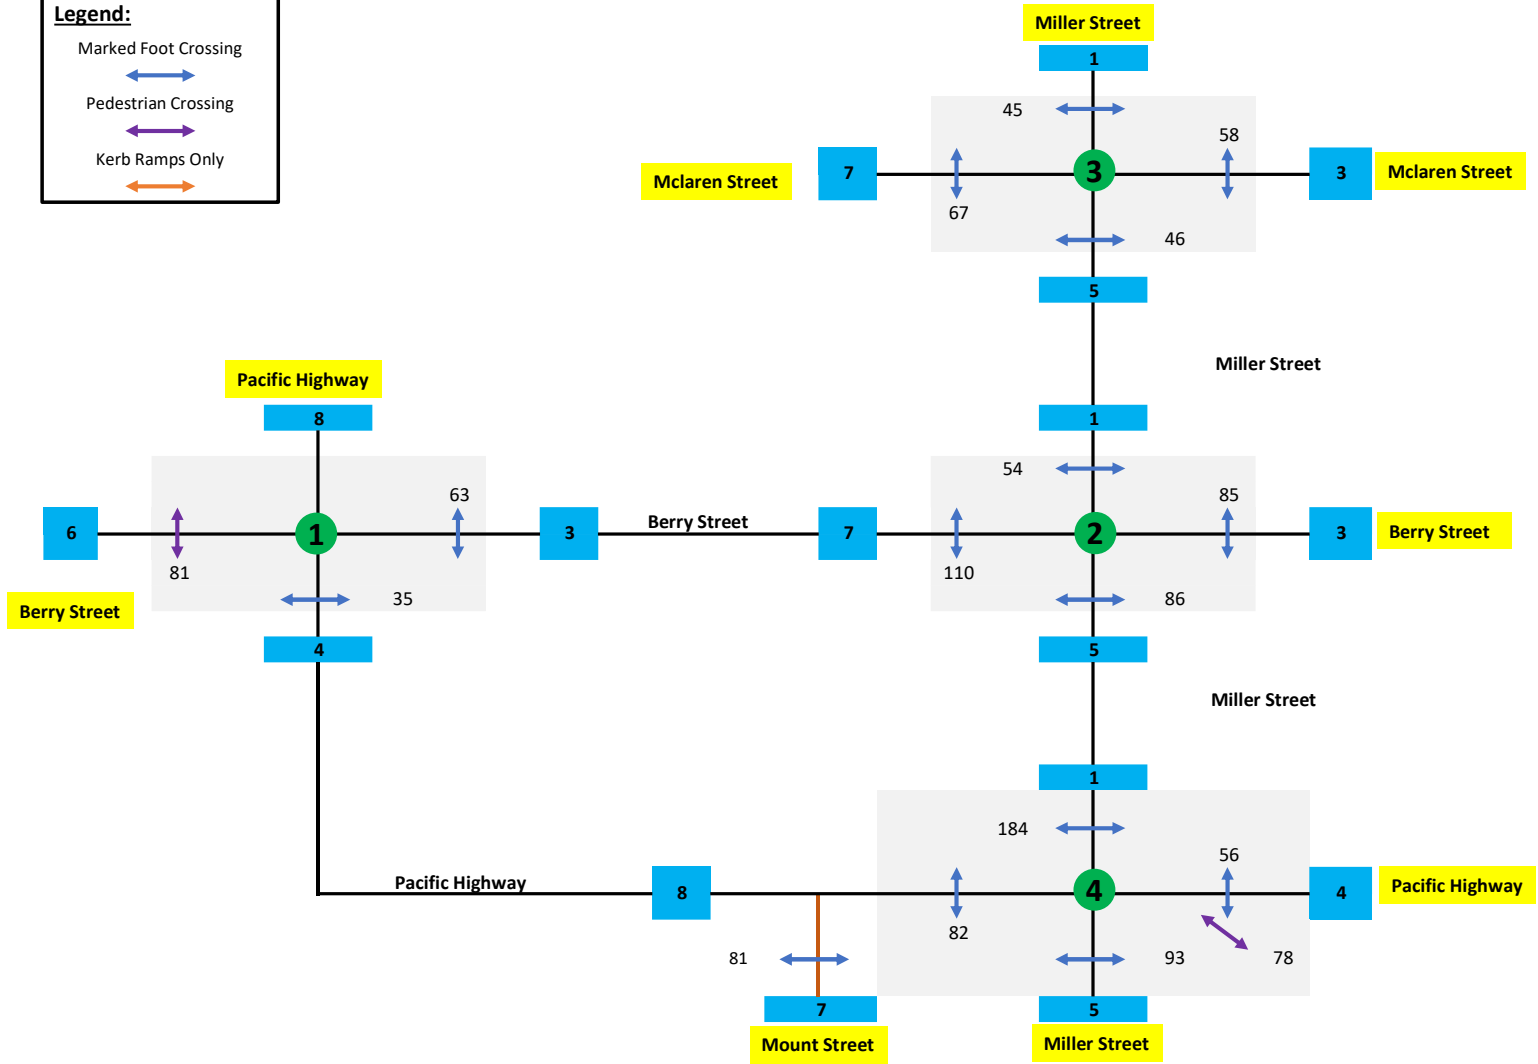 Legend:
Marked Foot Crossing
Pedestrian Crossing
Kerb Ramps Only
Miller Street
1
45
58
Mclaren Street
7
3
3
Mclaren Street
67
46
5
Miller Street
Pacific Highway
8
1
54
63
85
6
1
3
Berry Street
7
2
3
Berry Street
81
110
Berry Street
35
86
4
5
Miller Street
1
184
56
Pacific Highway
8
4
4
Pacific Highway
82
81
93
78
7
5
Mount Street
Miller Street